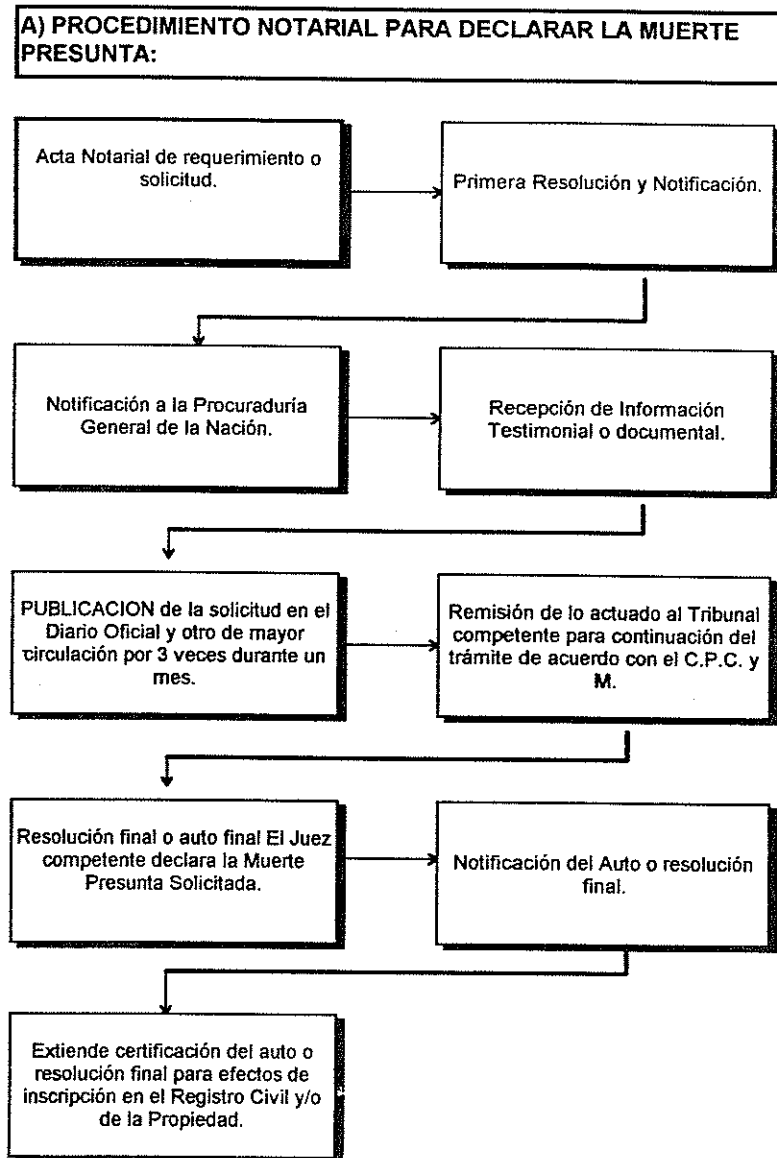 A) PROCEDIMIENTO NOTARIAL PARA DECLARAR LA MUERTE
PRESUNTA:
Acta Notarial de requerimiento o
solicitud.
Primera Resolución y Notificación.
Notificación a la Procuraduría
General de la Nación.
Recepción de Información
Testimonial o documental.
PUBLICACION de la solicitud en el
Diario Oficial y otro de mayor
circulación por 3 veces durante un
mes.
Remisión de lo actuado al Tribunal
competente para continuación del
trámite de acuerdo con el C.P.C. y
M.
Resolución final o auto final El Juez
competente declara la Muerte
Presunta Solicitada.
Notificación del Auto o resolución
final.
Extiende certificación del auto o
resolución final para efectos de
inscripción en el Registro Civil y/o
de la Propiedad.